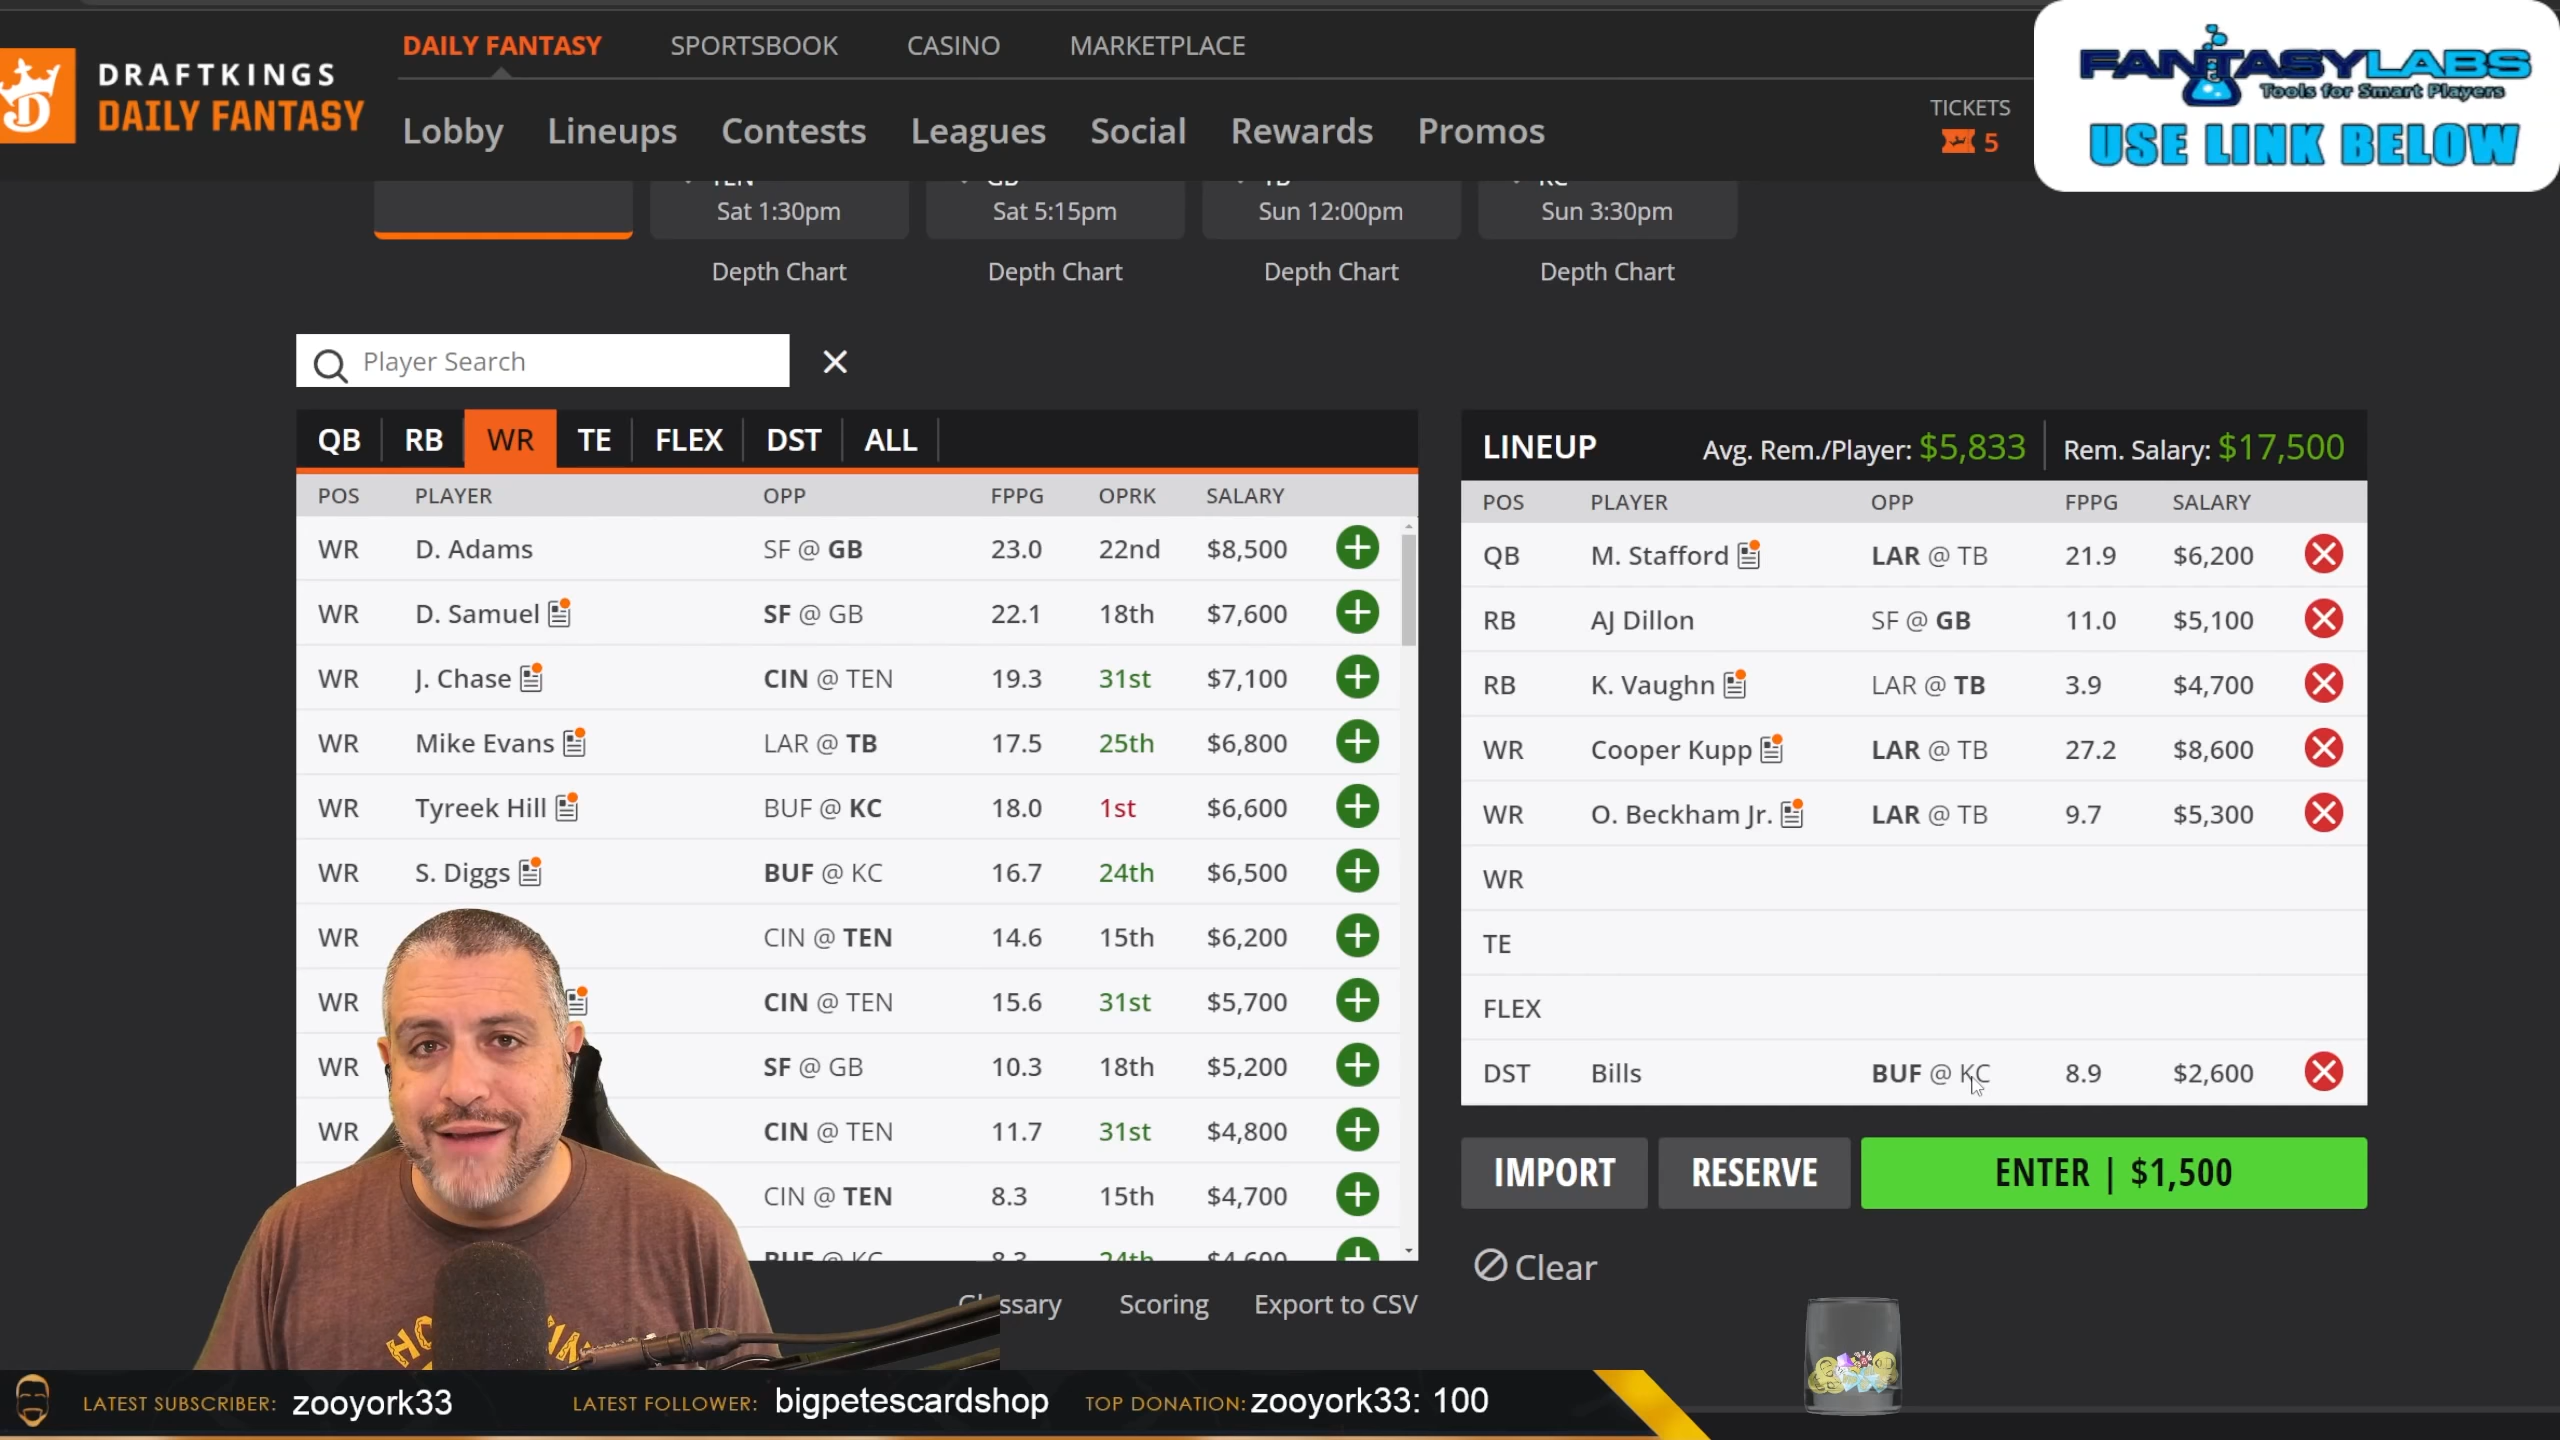 DRAFTKINGS
DAILY FANTASY
DAILY FANTASY SPORTSBOOK CASINO MARKETPLACE
Lobby Lineups Contests Leagues Social Rewards Promos
TICKETS
5
FANTASYLABS
Tools for Smart Players
USE LINK BELOW
TEN GB TB KC
Sat 1:30pm Sat 5:15pm Sun 12:00pm Sun 3:30pm
Depth Chart Depth Chart Depth Chart Depth Chart
Player Search
QB RB WR TE FLEX DST ALL
POS PLAYER OPP FPPG OPRK SALARY
WR D. Adams SF @ GB 23.0 22nd $8,500
WR D. Samuel SF @ GB 22.1 18th $7,600
WR J. Chase CIN @ TEN 19.3 31st $7,100
WR Mike Evans LAR @ TB 17.5 25th $6,800
WR Tyreek Hill BUF @ KC 18.0 1st $6,600
WR S. Diggs BUF @ KC 16.7 24th $6,500
WR CIN @ TEN 14.6 15th $6,200
WR CIN @ TEN 15.6 31st $5,700
WR SF @ GB 10.3 18th $5,200
WR CIN @ TEN 11.7 31st $4,800
CIN @ TEN 8.3 15th $4,700
BUF @ KC 8.3 24th $4,600
Glossary Scoring Export to CSV
LINEUP Avg. Rem./Player: $5,833 Rem. Salary: $17,500
POS PLAYER OPP FPPG SALARY
QB M. Stafford LAR @ TB 21.9 $6,200
RB AJ Dillon SF @ GB 11.0 $5,100
RB K. Vaughn LAR @ TB 3.9 $4,700
WR Cooper Kupp LAR @ TB 27.2 $8,600
WR O. Beckham Jr. LAR @ TB 9.7 $5,300
WR
TE
FLEX
DST Bills BUF @ KC 8.9 $2,600
IMPORT RESERVE ENTER | $1,500
Clear
LATEST SUBSCRIBER: zooyork33 LATEST FOLLOWER: bigpetescardshop TOP DONATION: zooyork33: 100